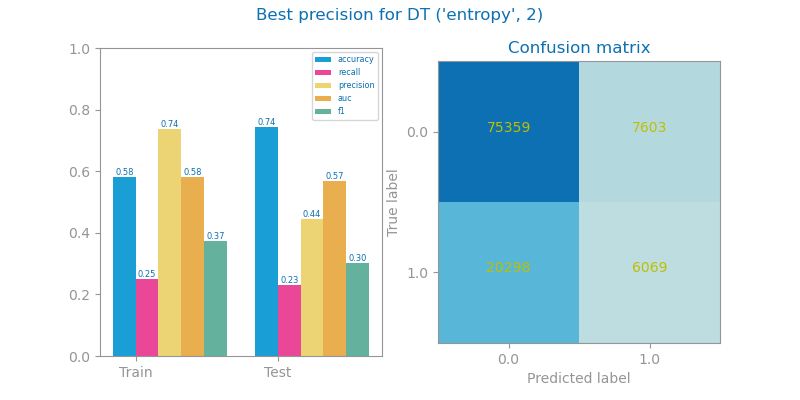 Best precision for DT ('entropy', 2)
1.0
0.8
0.6
0.4
0.2
0.0
accuracy
recall
precision
auc
f1
0.58
0.25
0.74
0.58
0.37
0.74
0.23
0.44
0.57
0.30
Train
Test
Confusion matrix
True label
0.0
1.0
75359
7603
20298
6069
0.0
1.0
Predicted label